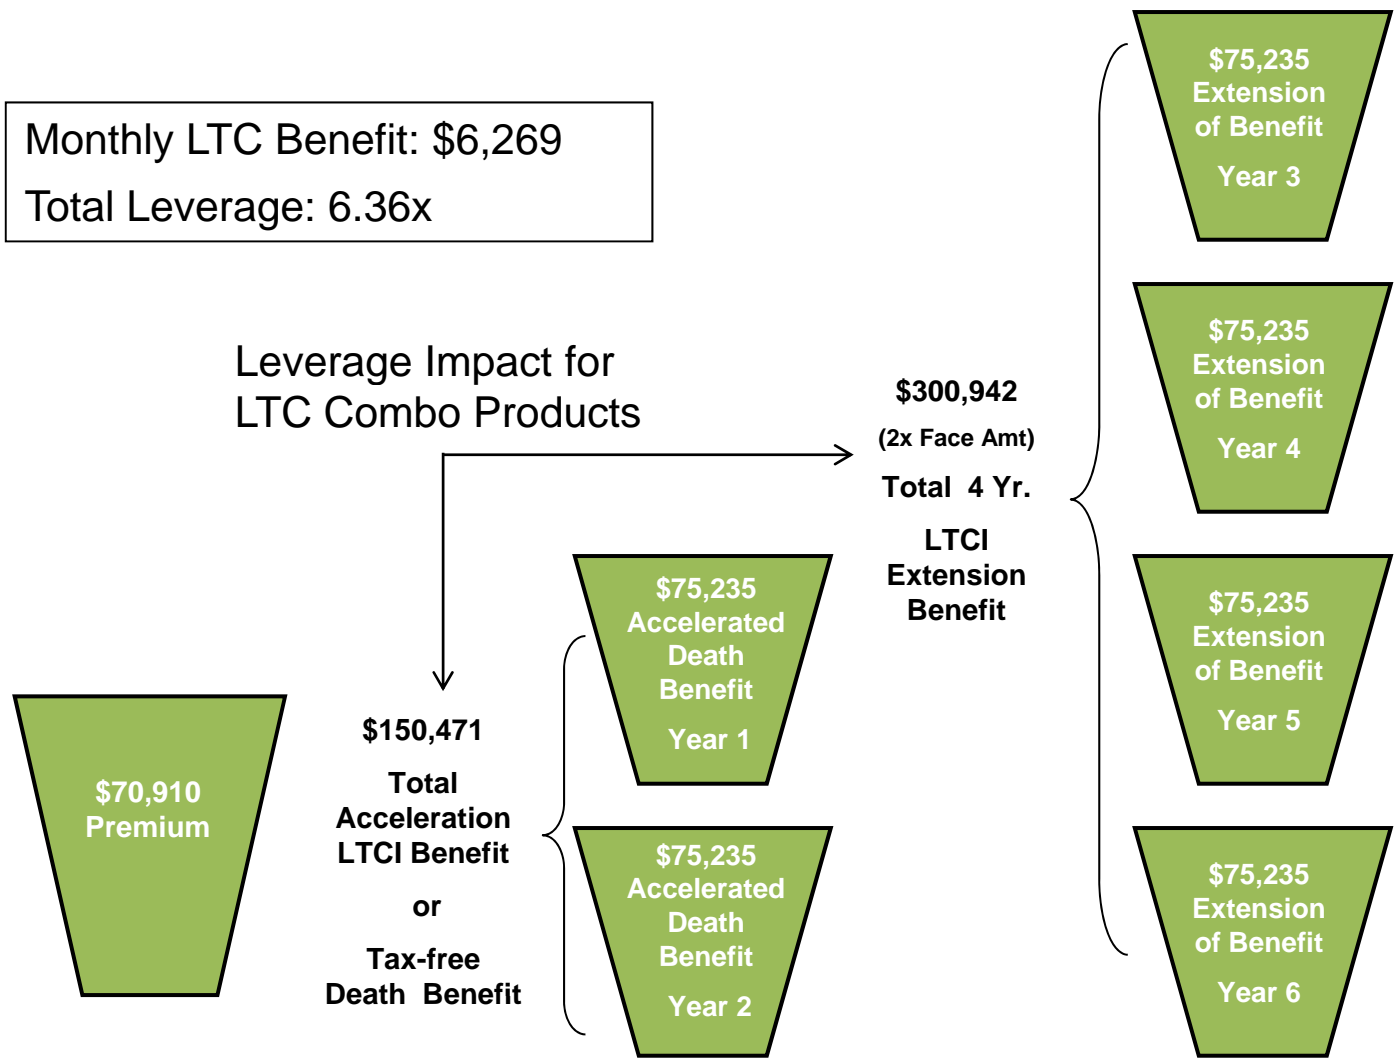 Monthly LTC Benefit: $6,269
Total Leverage: 6.36x
Leverage Impact for
LTC Combo Products
$70,910
Premium
$150,471
Total
Acceleration
LTCI Benefit
or
Tax-free
Death Benefit
$75,235
Accelerated
Death
Benefit
Year 1
$75,235
Accelerated
Death
Benefit
Year 2
$300,942
(2x Face Amt)
Total 4 Yr.
LTCI
Extension
Benefit
$75,235
Extension
of Benefit
Year 3
$75,235
Extension
of Benefit
Year 4
$75,235
Extension
of Benefit
Year 5
$75,235
Extension
of Benefit
Year 6